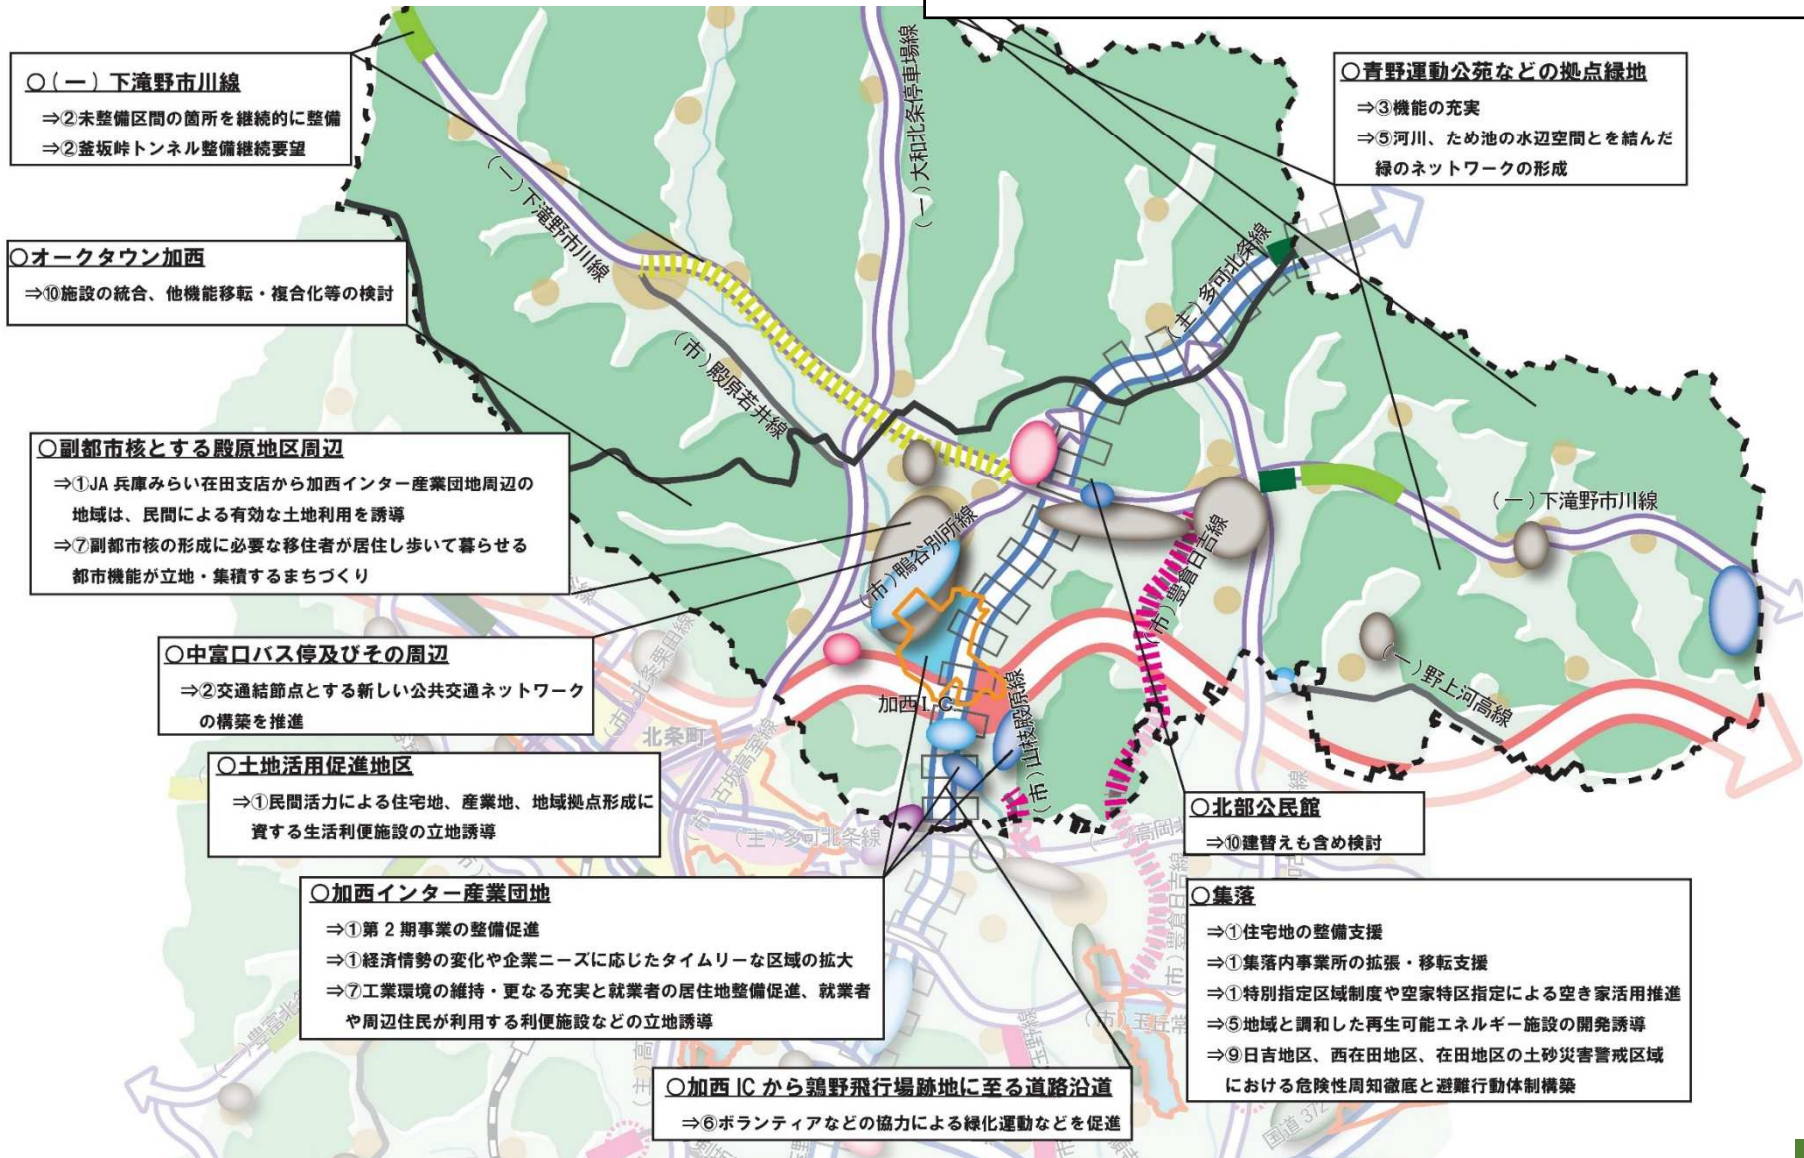 ○(一)下滝野市川線
⇒②未整備区間の箇所を継続的に整備
⇒②釜坂峠トンネル整備継続要望
○オークタウン加西
⇒⑩施設の統合、他機能移転・複合化等の検討
○副都市核とする殿原地区周辺
⇒①JA 兵庫みらい在田支店から加西インター産業団地周辺の
地域は、民間による有効な土地利用を誘導
⇒⑦副都市核の形成に必要な移住者が居住し歩いて暮らせる
都市機能が立地・集積するまちづくり
○中富口バス停及びその周辺
⇒②交通結節点とする新しい公共交通ネットワーク
の構築を推進
○土地活用促進地区
⇒①民間活力による住宅地、産業地、地域拠点形成に
資する生活利便施設の立地誘導
○加西インター産業団地
⇒①第2期事業の整備促進
⇒①経済情勢の変化や企業ニーズに応じたタイムリーな区域の拡大
⇒⑦工業環境の維持・更なる充実と就業者の居住地整備促進、就業者
や周辺住民が利用する利便施設などの立地誘導
○加西 IC から鶉野飛行場跡地に至る道路沿道
⇒⑥ボランティアなどの協力による緑化運動などを促進
○青野運動公苑などの拠点緑地
⇒③機能の充実
⇒⑤河川、ため池の水辺空間とを結んだ
緑のネットワークの形成
○北部公民館
⇒⑩建替えも含め検討
○集落
⇒①住宅地の整備支援
⇒①集落内事業所の拡張・移転支援
⇒①特別指定区域制度や空家特区指定による空き家活用推進
⇒⑤地域と調和した再生可能エネルギー施設の開発誘導
⇒⑨日吉地区、西在田地区、在田地区の土砂災害警戒区域
における危険性周知徹底と避難行動体制構築
(一)下滝野市川線
(一)大和北条停車場線
(主)多可北条線
(市)殿原若井線
(市)鴨谷別所線
(市)豊倉日吉線
(一)下滝野市川線
(一)野上河高線
加西I.C.
(市)山枝殿原線
北条町
(市)北条栗田線
(市)古坂高室線
(主)多可北条線
(市)豊倉日吉線
(一)豊富北条
国道 372